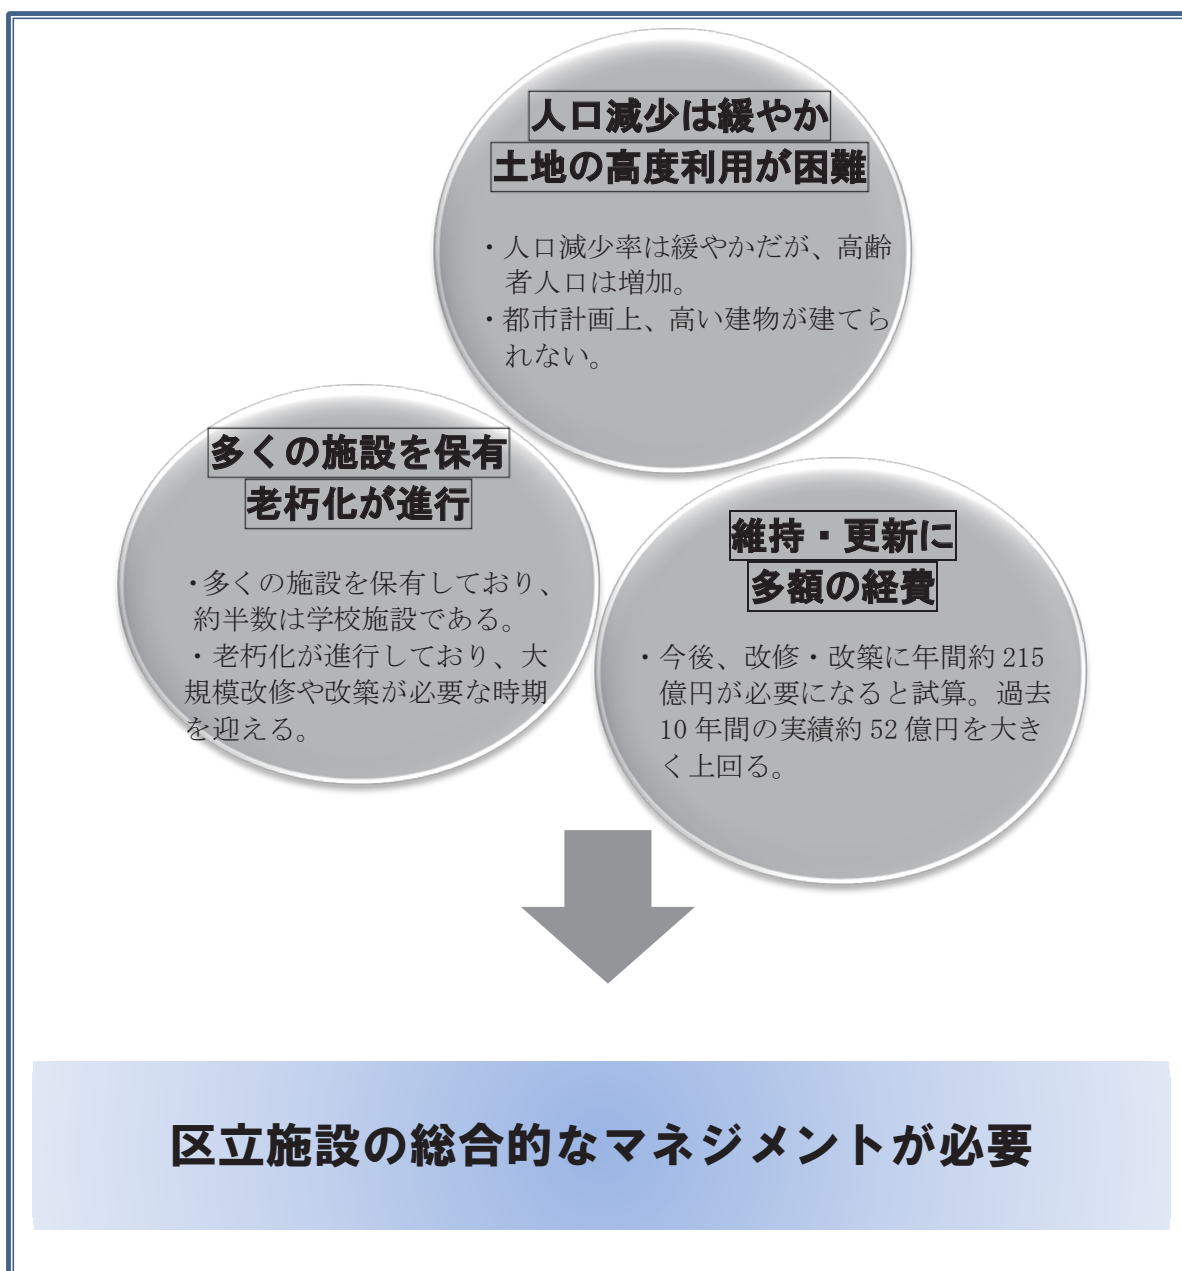 人口減少は緩やか
土地の高度利用が困難
・人口減少率は緩やかだが、高齢
者人口は増加。
・都市計画上、高い建物が建てら
れない。
多くの施設を保有
老朽化が進行
・多くの施設を保有しており、
約半数は学校施設である。
・老朽化が進行しており、大
規模改修や改築が必要な時期
を迎える。
維持・更新に
多額の経費
・今後、改修・改築に年間約 215
億円が必要になると試算。過去
10 年間の実績約 52 億円を大き
く上回る。
区立施設の総合的なマネジメントが必要